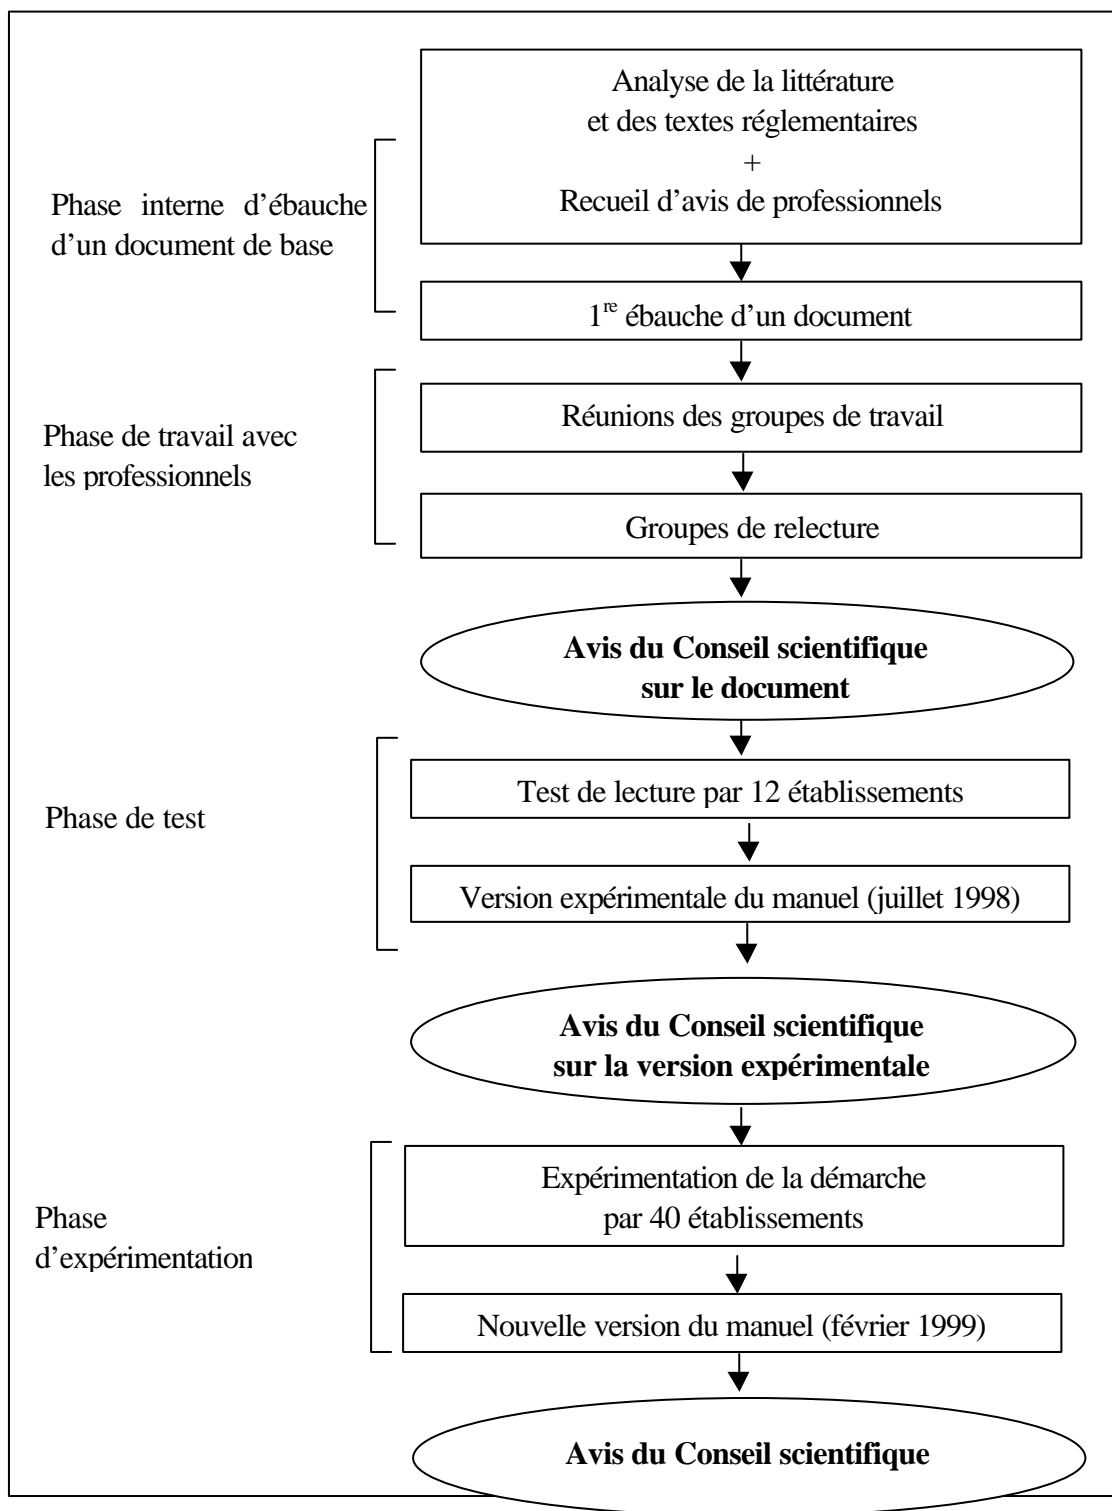 Analyse de la littérature
et des textes réglementaires
+
Recueil d’avis de professionnels
Phase interne d’ébauche
d’un document de base
1re ébauche d’un document
Phase de travail avec
les professionnels
Réunions des groupes de travail
Groupes de relecture
Avis du Conseil scientifique
sur le document
Phase de test
Test de lecture par 12 établissements
Version expérimentale du manuel (juillet 1998)
Avis du Conseil scientifique
sur la version expérimentale
Phase
d’expérimentation
Expérimentation de la démarche
par 40 établissements
Nouvelle version du manuel (février 1999)
Avis du Conseil scientifique